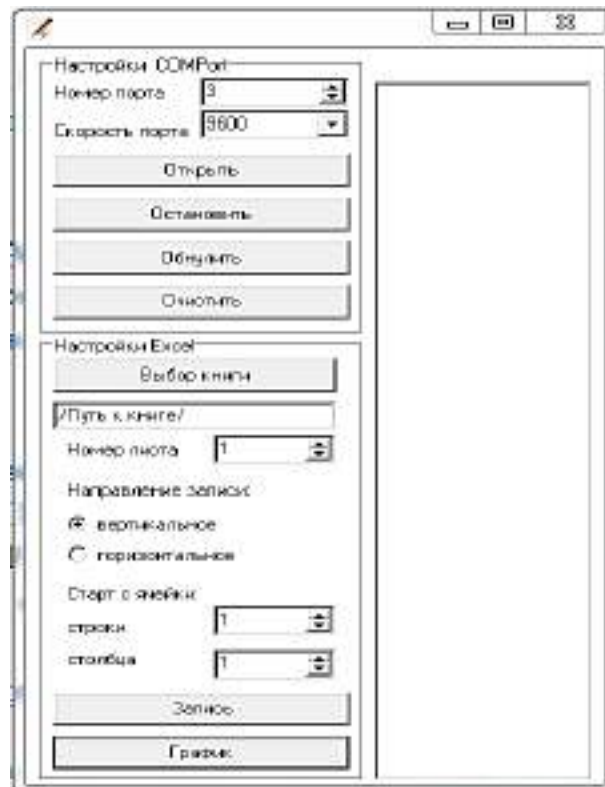 Настройки COMPort
Номер порта 3
Скорость порта 9600
Открыть
Остановить
Обнулить
Очистить
Настройки Excel
Выбор книги
/Путь к книге/
Номер листа 1
Направление записи:
вертикальное
горизонтальное
Старт с ячейки
строки 1
столбца 1
Запись
График